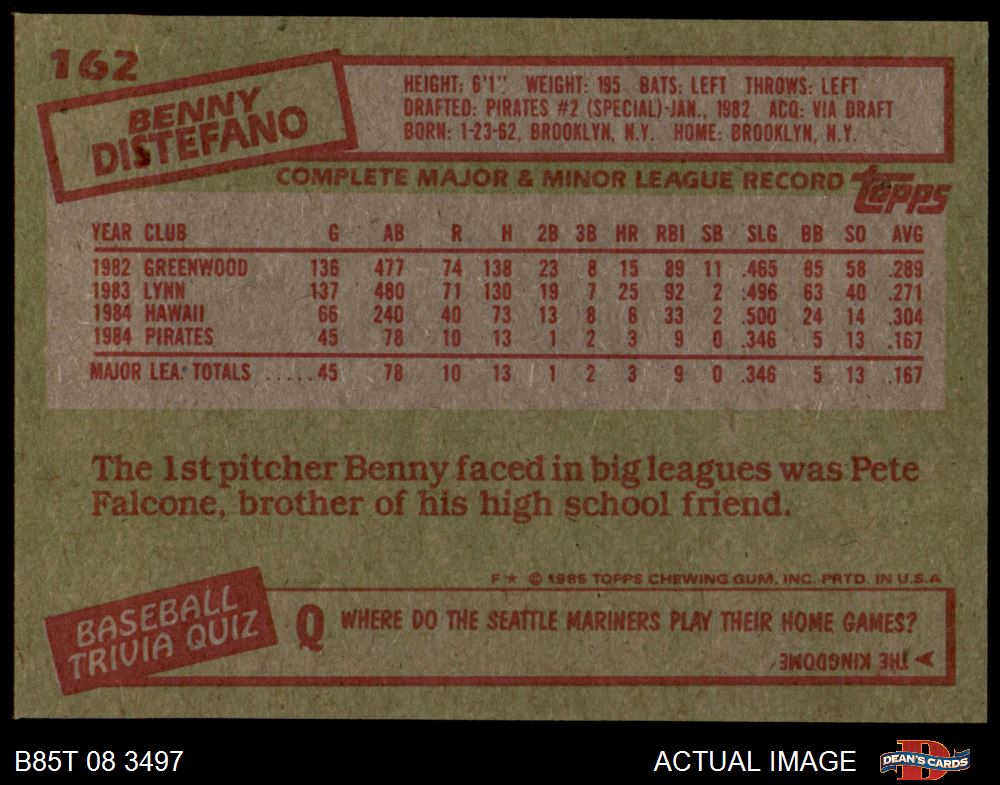 162
BENNY
DISTEFANO
HEIGHT: 6'1" WEIGHT: 195 BATS: LEFT THROWS: LEFT
DRAFTED: PIRATES #2 (SPECIAL)-JAN., 1982 ACQ: VIA DRAFT
BORN: 1-23-62, BROOKLYN, N.Y. HOME: BROOKLYN, N.Y.
COMPLETE MAJOR & MINOR LEAGUE RECORD
topps
YEAR CLUB G AB R H 2B 3B HR RBI SB SLG BB SO AVG
1982 GREENWOOD 136 477 74 138 23 8 15 89 11 .465 85 58 .289
1983 LYNN 137 480 71 130 19 7 25 92 2 .496 63 40 .271
1984 HAWAII 66 240 40 73 13 8 6 33 2 .500 24 14 .304
1984 PIRATES 45 78 10 13 1 2 3 9 0 .346 5 13 .167
MAJOR LEA. TOTALS .....45 78 10 13 1 2 3 9 0 .346 5 13 .167
The 1st pitcher Benny faced in big leagues was Pete
Falcone, brother of his high school friend.
F★ © 1985 TOPPS CHEWING GUM, INC. PRTD. IN U.S.A
BASEBALL
TRIVIA QUIZ
Q WHERE DO THE SEATTLE MARINERS PLAY THEIR HOME GAMES?
A THE KINGDOME
B85T 08 3497
ACTUAL IMAGE
D
DEAN'S CARDS